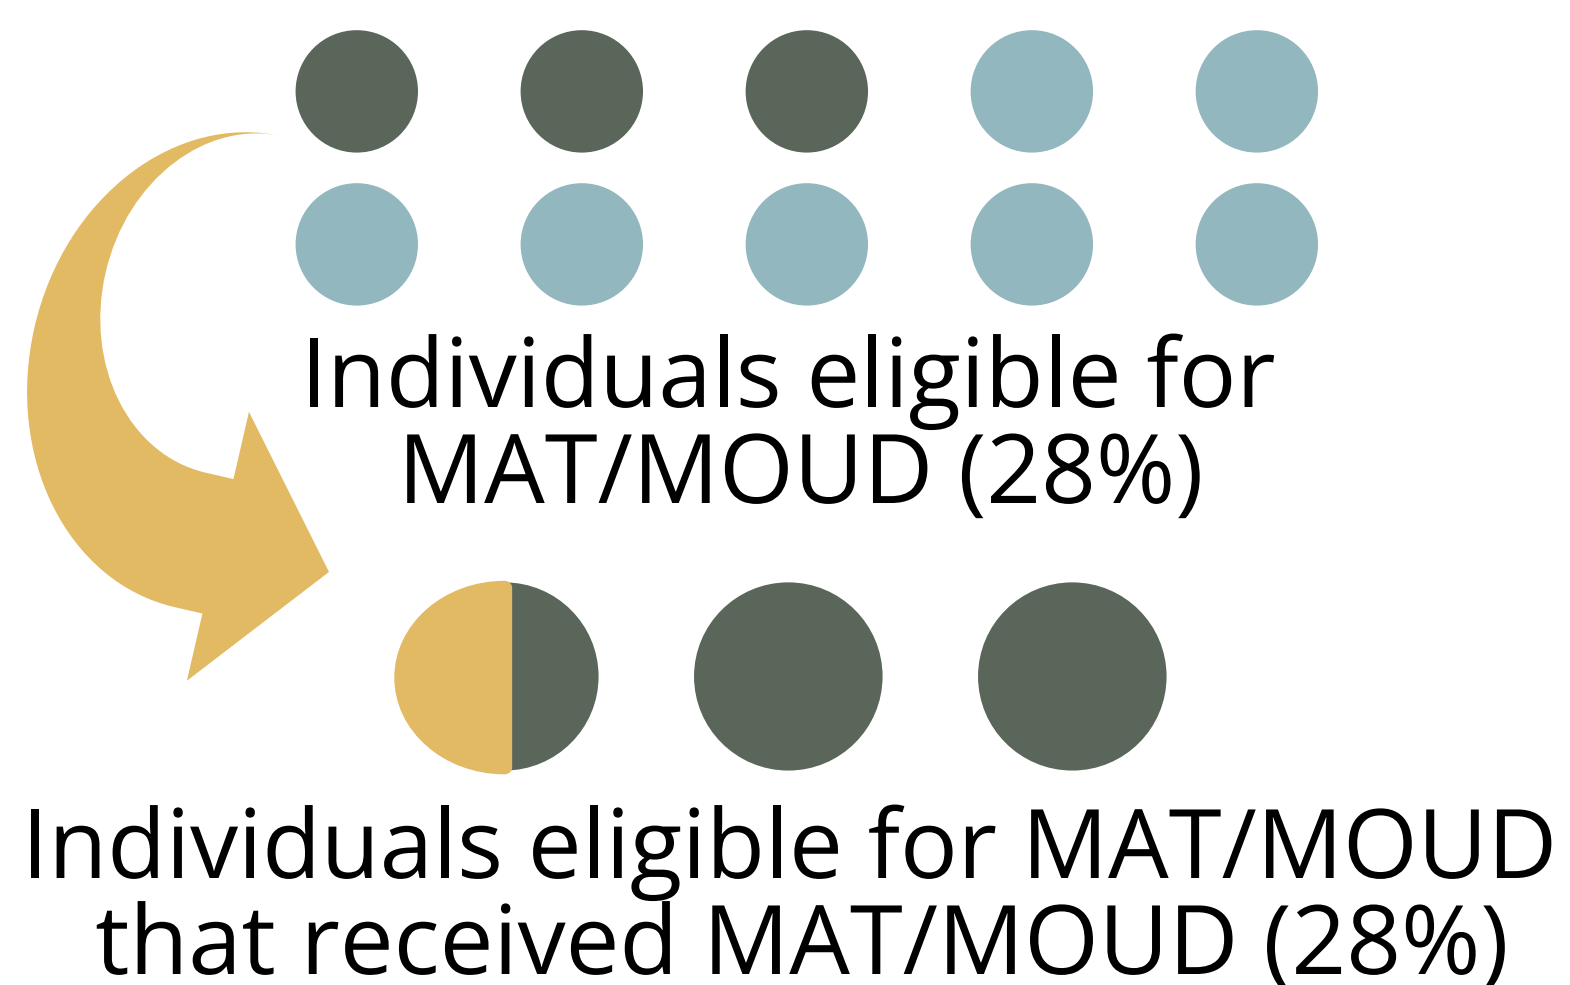 Individuals eligible for
MAT/MOUD (28%)
Individuals eligible for MAT/MOUD
that received MAT/MOUD (28%)